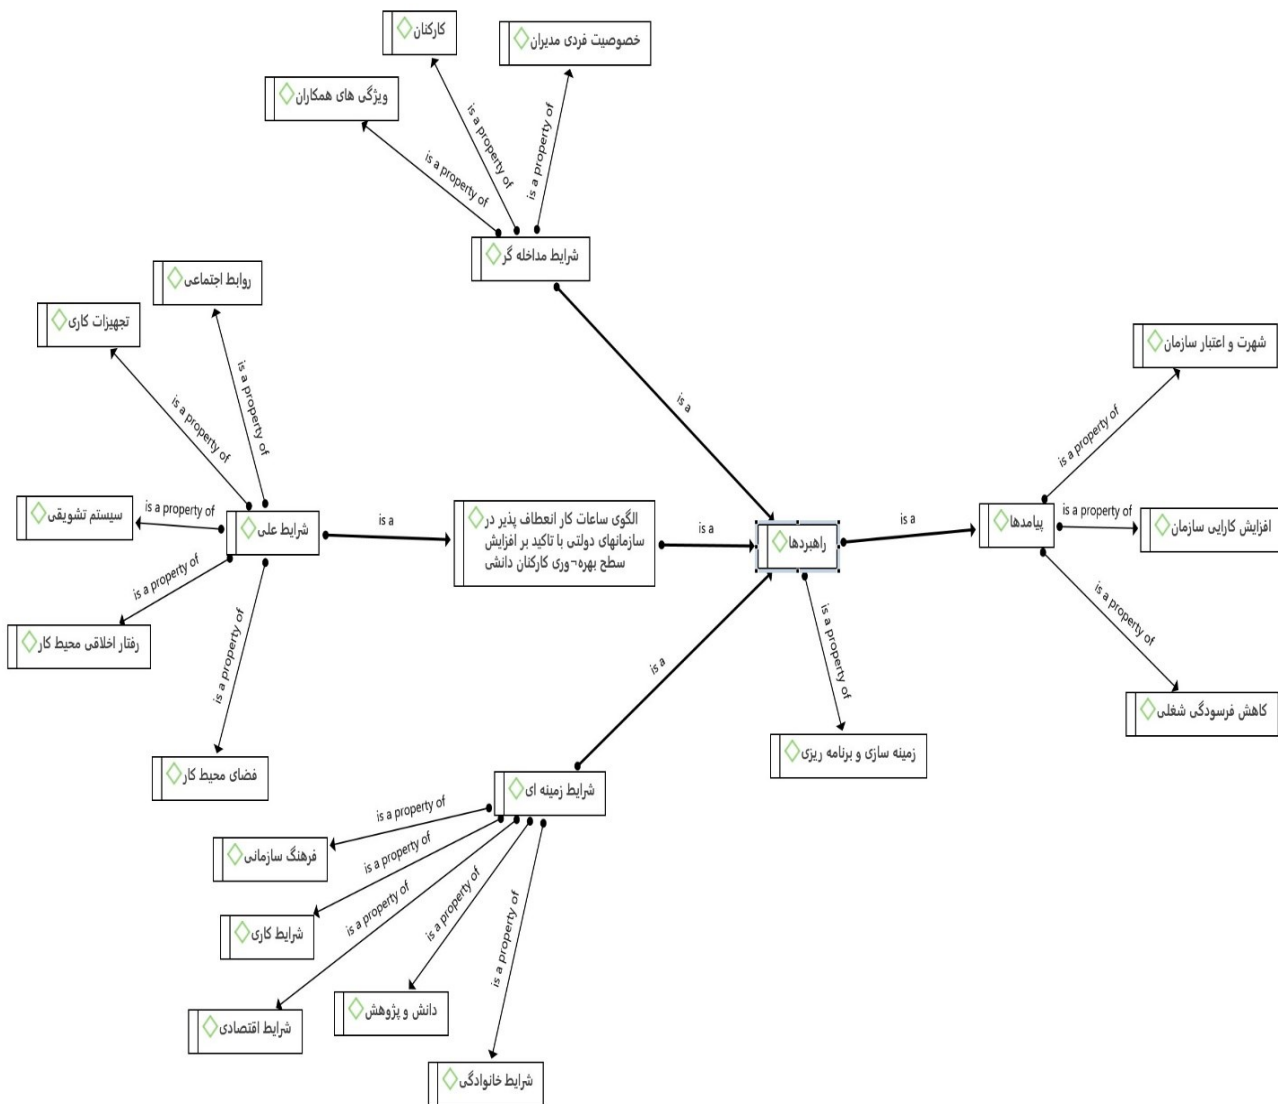 کارکنان
خصوصیت فردی مدیران
ویژگی های همکاران
is a property of
is a property of
is a property of
شرایط مداخله گر
is a
روابط اجتماعی
تجهیزات کاری
is a property of
is a property of
سیستم تشویقی
is a property of
شرایط علی
is a
is a property of
رفتار اخلاقی محیط کار
is a property of
فضای محیط کار
الگوی ساعات کار انعطاف پذیر در
سازمانهای دولتی با تاکید بر افزایش
سطح بهره¬وری کارکنان دانشی
is a
راهبردها
is a
is a property of
زمینه سازی و برنامه ریزی
پیامدها
شهرت و اعتبار سازمان
is a property of
is a property of
افزایش کارایی سازمان
is a property of
کاهش فرسودگی شغلی
is a
شرایط زمینه ای
is a property of
فرهنگ سازمانی
is a property of
شرایط کاری
is a property of
شرایط اقتصادی
is a property of
دانش و پژوهش
is a property of
شرایط خانوادگی